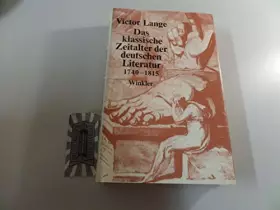 Victor Lange
Das
klassische
Zeitalter der
deutschen
Literatur
1740–1815
Winkler